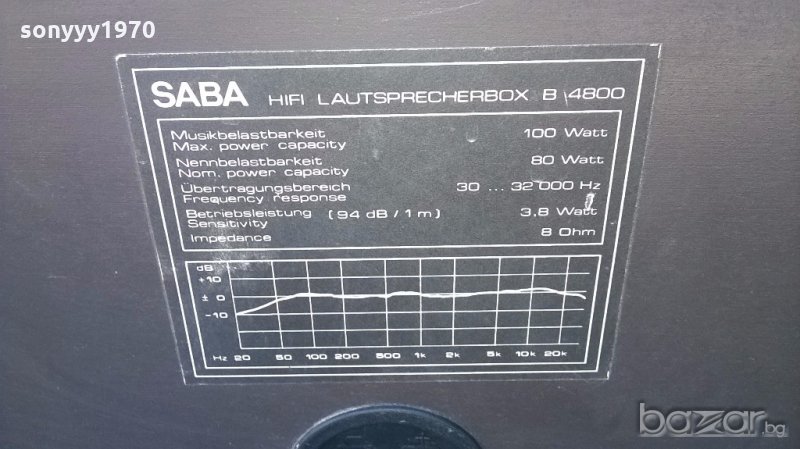 sonyyy1970
SABA HIFI LAUTSPRECHERBOX B 4800
Musikbelastbarkeit 100 Watt
Max. power capacity
Nennbelastbarkeit 80 Watt
Nom. power capacity
Übertragungsbereich 30 ... 32 000 Hz
Frequency response
Betriebsleistung (94 dB / 1 m) 3,8 Watt
Sensitivity
Impedance 8 Ohm
dB
+10
± 0
-10
Hz 20 50 100 200 500 1k 2k 5k 10k 20k
bazar.bg